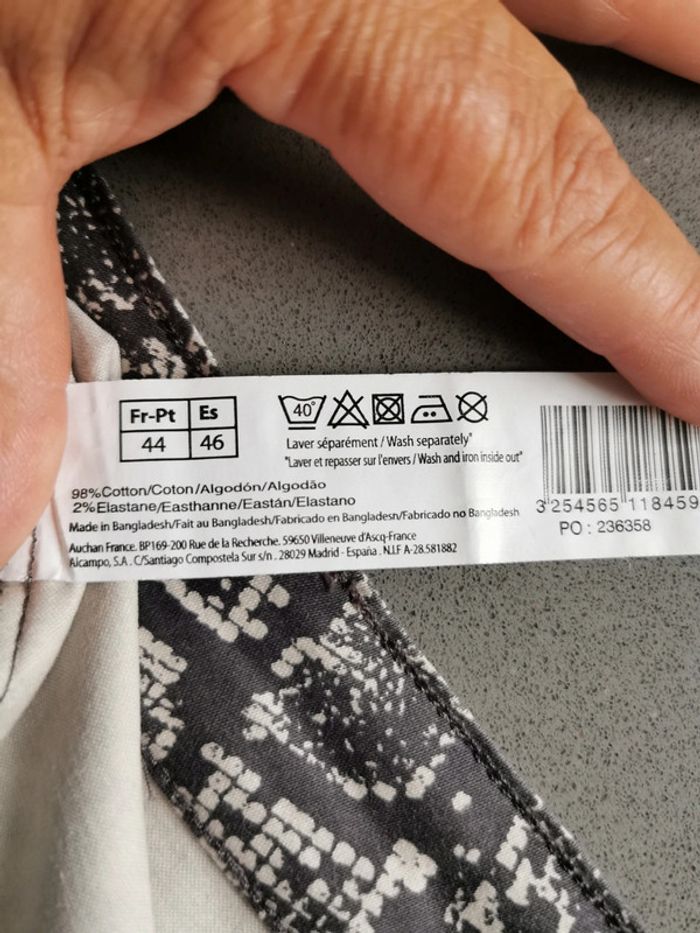 Fr-Pt Es
44 46
40°
Laver séparément / Wash separately"
"Laver et repasser sur l'envers / Wash and iron inside out"
98%Cotton/Coton/Algodón/Algodão
2%Elastane/Easthanne/Eastán/Elastano
Made in Bangladesh/Fait au Bangladesh/Fabricado en Bangladesh/Fabricado no Bangladesh
Auchan France. BP169-200 Rue de la Recherche. 59650 Villeneuve d'Ascq-France
Alcampo, S.A . C/Santiago Compostela Sur s/n . 28029 Madrid - España . N.I.F A-28.581882
3 254565 118459
PO : 236358